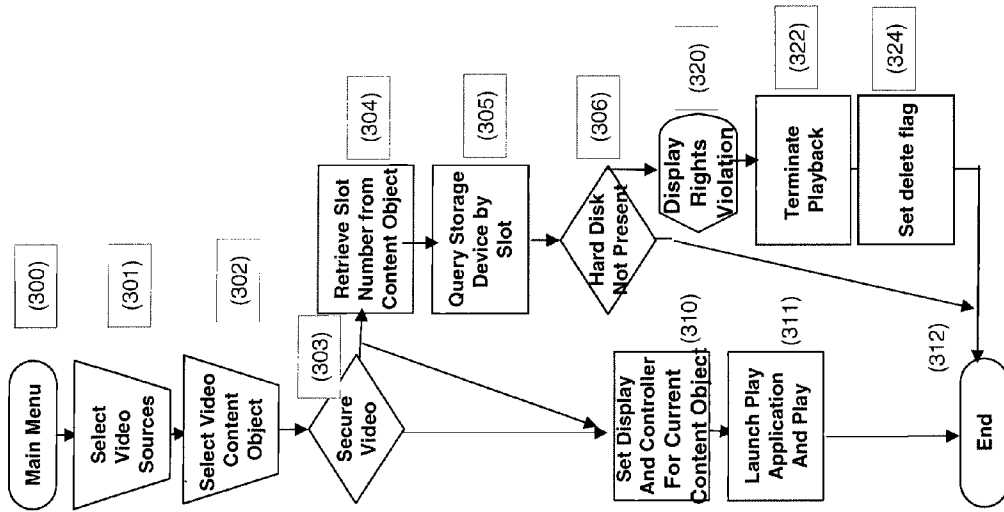 Main Menu
(300)
Select
Video
Sources
(301)
Select Video
Content
Object
(302)
Secure
Video
(303)
Retrieve Slot
Number from
Content Object
(304)
Query Storage
Device by
Slot
(305)
Hard Disk
Not Present
(306)
Set Display
And Controller
For Current
Content Object
(310)
Launch Play
Application
And Play
(311)
Display
Rights
Violation
(320)
Terminate
Playback
(322)
Set delete flag
(324)
End
(312)